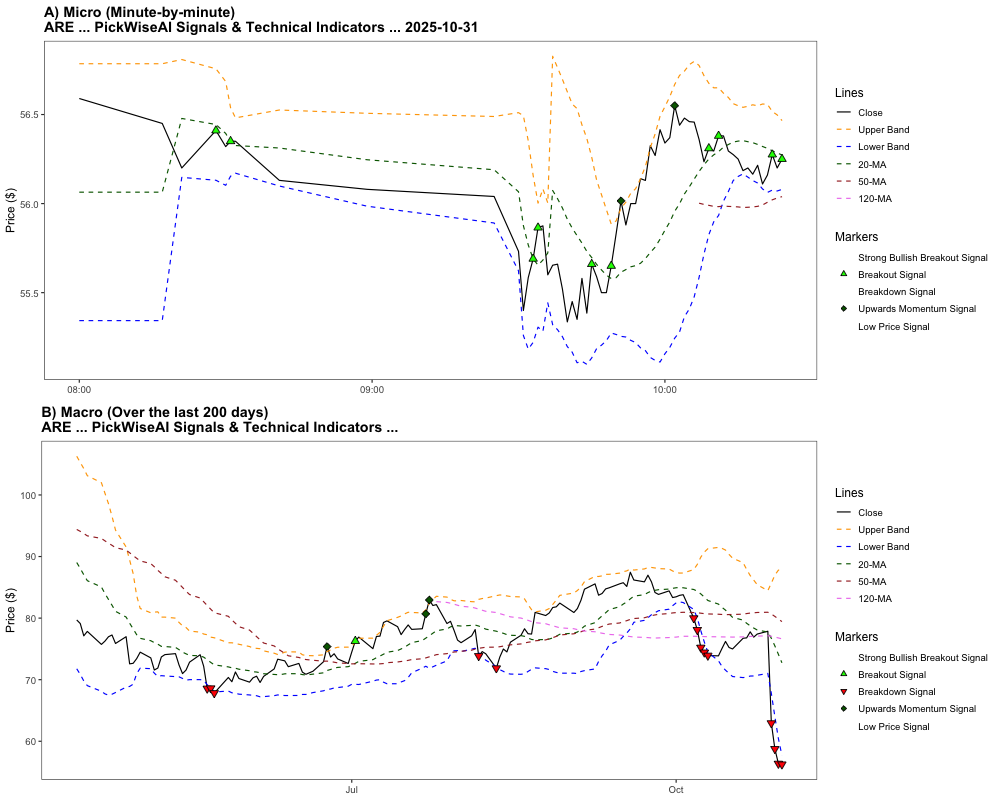 A) Micro (Minute-by-minute)
ARE ... PickWiseAI Signals & Technical Indicators ... 2025-10-31
Price ($)
56.5
56.0
55.5
08:00
09:00
10:00
Lines
Close
Upper Band
Lower Band
20-MA
50-MA
120-MA
Markers
Strong Bullish Breakout Signal
Breakout Signal
Breakdown Signal
Upwards Momentum Signal
Low Price Signal
B) Macro (Over the last 200 days)
ARE ... PickWiseAI Signals & Technical Indicators ...
Price ($)
100
90
80
70
60
Jul
Oct
Lines
Close
Upper Band
Lower Band
20-MA
50-MA
120-MA
Markers
Strong Bullish Breakout Signal
Breakout Signal
Breakdown Signal
Upwards Momentum Signal
Low Price Signal